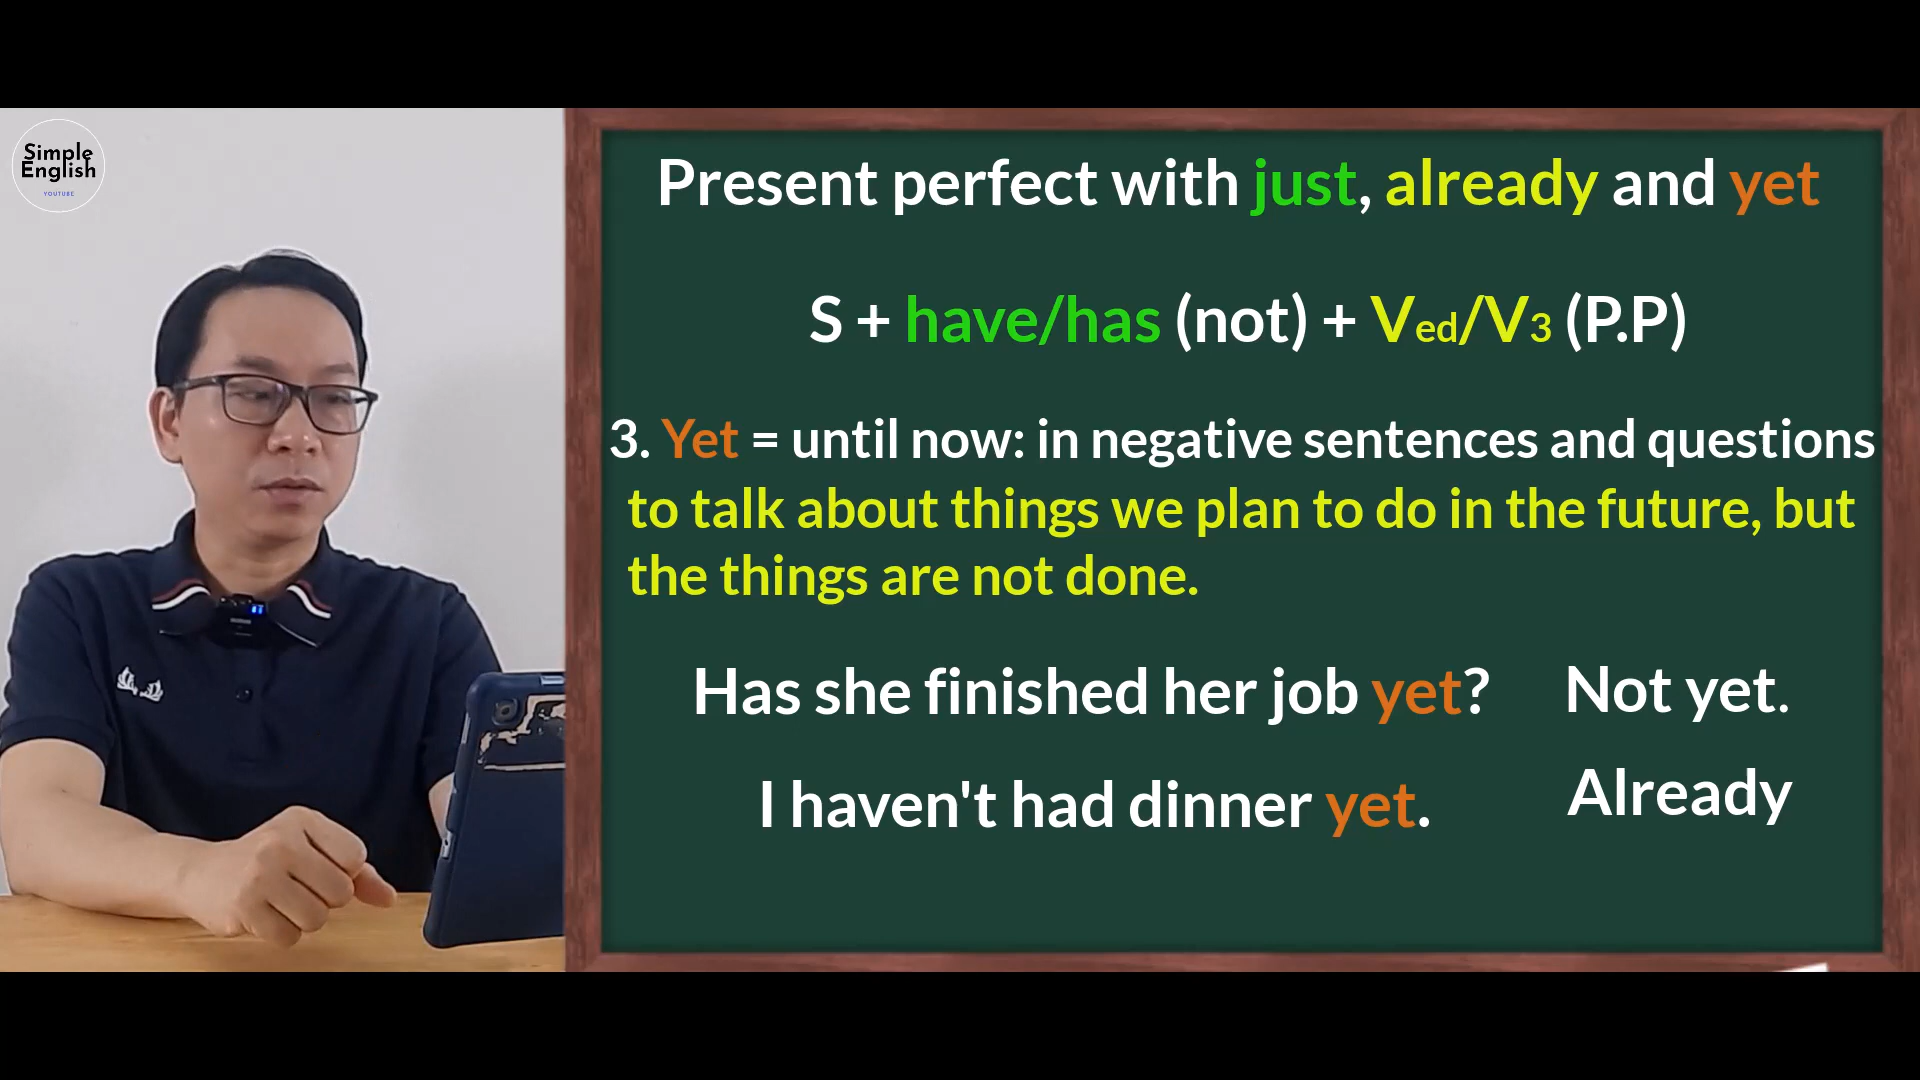 Simple
English
YOUTUBE
Present perfect with just, already and yet
S + have/has (not) + Ved/V3 (P.P)
3. Yet = until now: in negative sentences and questions
to talk about things we plan to do in the future, but
the things are not done.
Has she finished her job yet? Not yet.
I haven't had dinner yet. Already